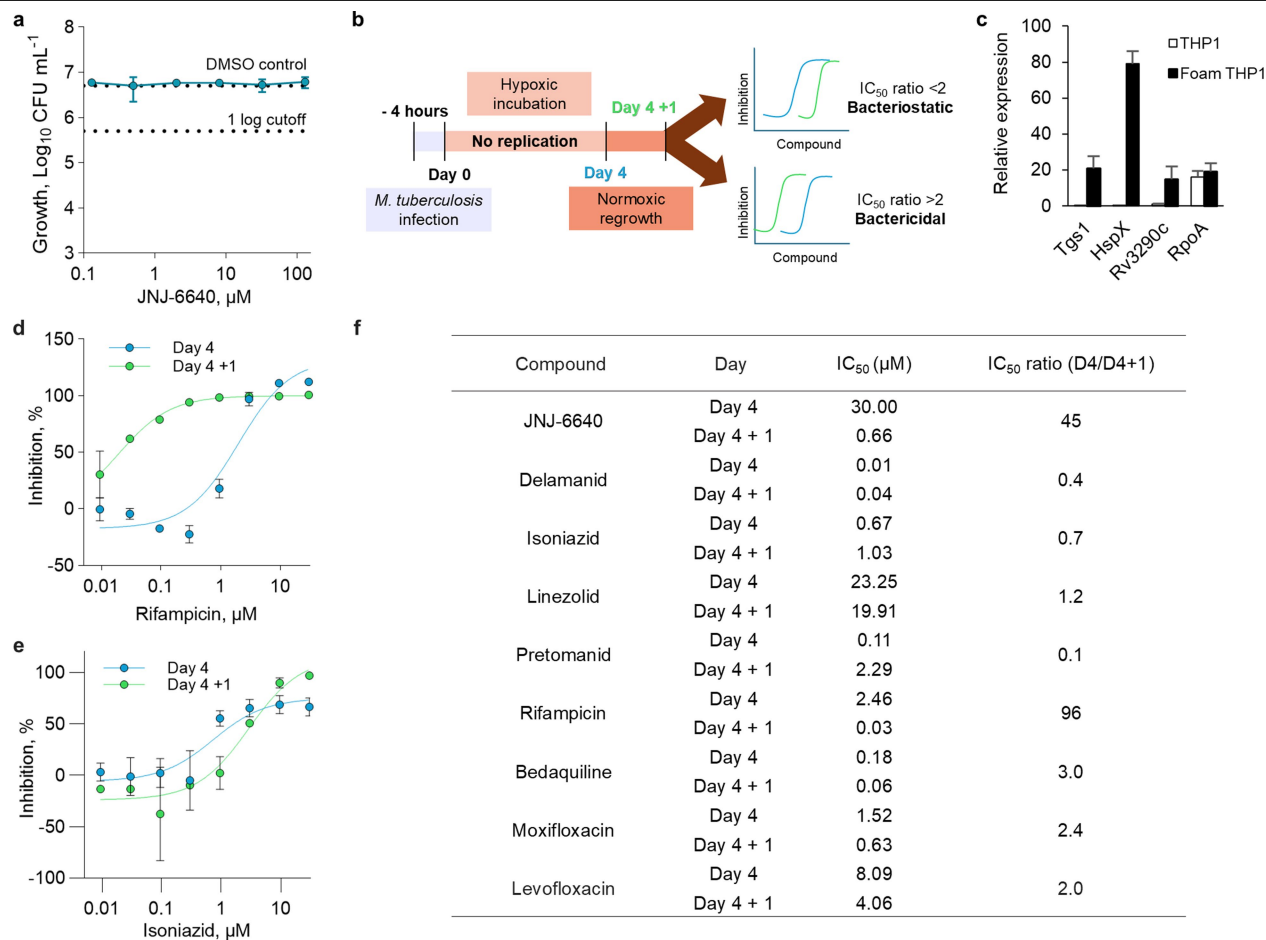 a
8
7
6
5
4
3
Growth, Log10 CFU mL-1
DMSO control
1 log cutoff
0.1
1
10
100
JNJ-6640, µM
b
- 4 hours
Hypoxic
incubation
Day 4 +1
No replication
Day 0
Day 4
M. tuberculosis
infection
Normoxic
regrowth
Inhibition
Compound
IC50 ratio <2
Bacteriostatic
Inhibition
Compound
IC50 ratio >2
Bactericidal
c
Relative expression
100
80
60
40
20
0
THP1
Foam THP1
Tgs1
HspX
Rv3290c
RpoA
d
150
100
50
0
-50
Inhibition, %
Day 4
Day 4 +1
0.01
0.1
1
10
Rifampicin, µM
e
100
50
0
-50
-100
Inhibition, %
Day 4
Day 4 +1
0.01
0.1
1
10
Isoniazid, µM
f
Compound Day IC50 (µM) IC50 ratio (D4/D4+1)
Day 4 30.00
JNJ-6640 45
Day 4 + 1 0.66
Day 4 0.01
Delamanid 0.4
Day 4 + 1 0.04
Day 4 0.67
Isoniazid 0.7
Day 4 + 1 1.03
Day 4 23.25
Linezolid 1.2
Day 4 + 1 19.91
Day 4 0.11
Pretomanid 0.1
Day 4 + 1 2.29
Day 4 2.46
Rifampicin 96
Day 4 + 1 0.03
Day 4 0.18
Bedaquiline 3.0
Day 4 + 1 0.06
Day 4 1.52
Moxifloxacin 2.4
Day 4 + 1 0.63
Day 4 8.09
Levofloxacin 2.0
Day 4 + 1 4.06